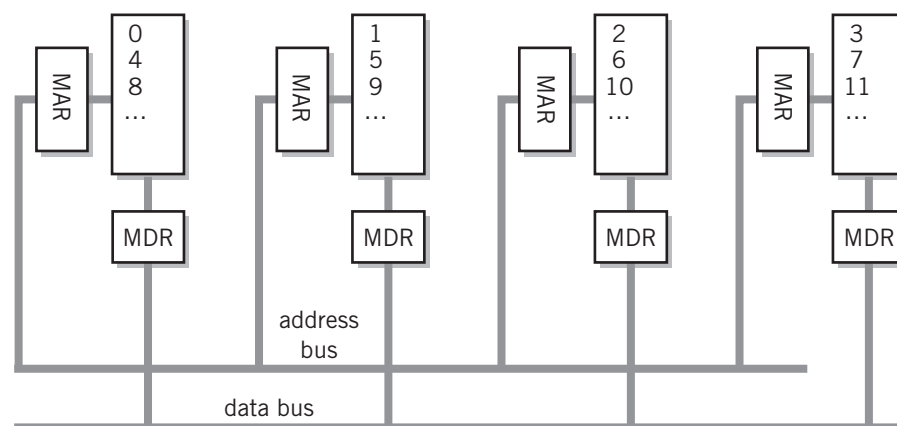 MAR
0
4
8
...
MDR
MAR
1
5
9
...
MDR
MAR
2
6
10
...
MDR
MAR
3
7
11
...
MDR
address
bus
data bus